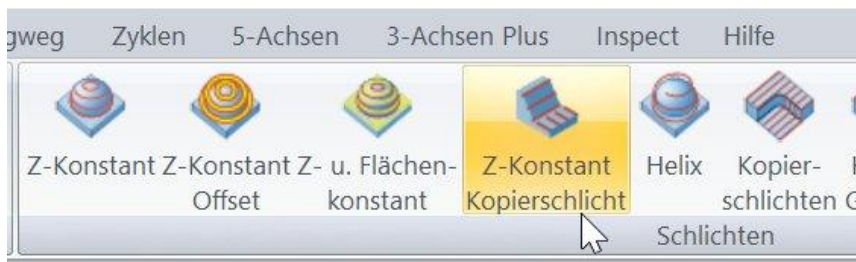 gweg Zyklen 5-Achsen 3-Achsen Plus Inspect Hilfe
Z-Konstant Z-Konstant Z- u. Flächen- Z-Konstant Helix Kopier-
Offset konstant Kopierschlicht schlichten
Schlichten